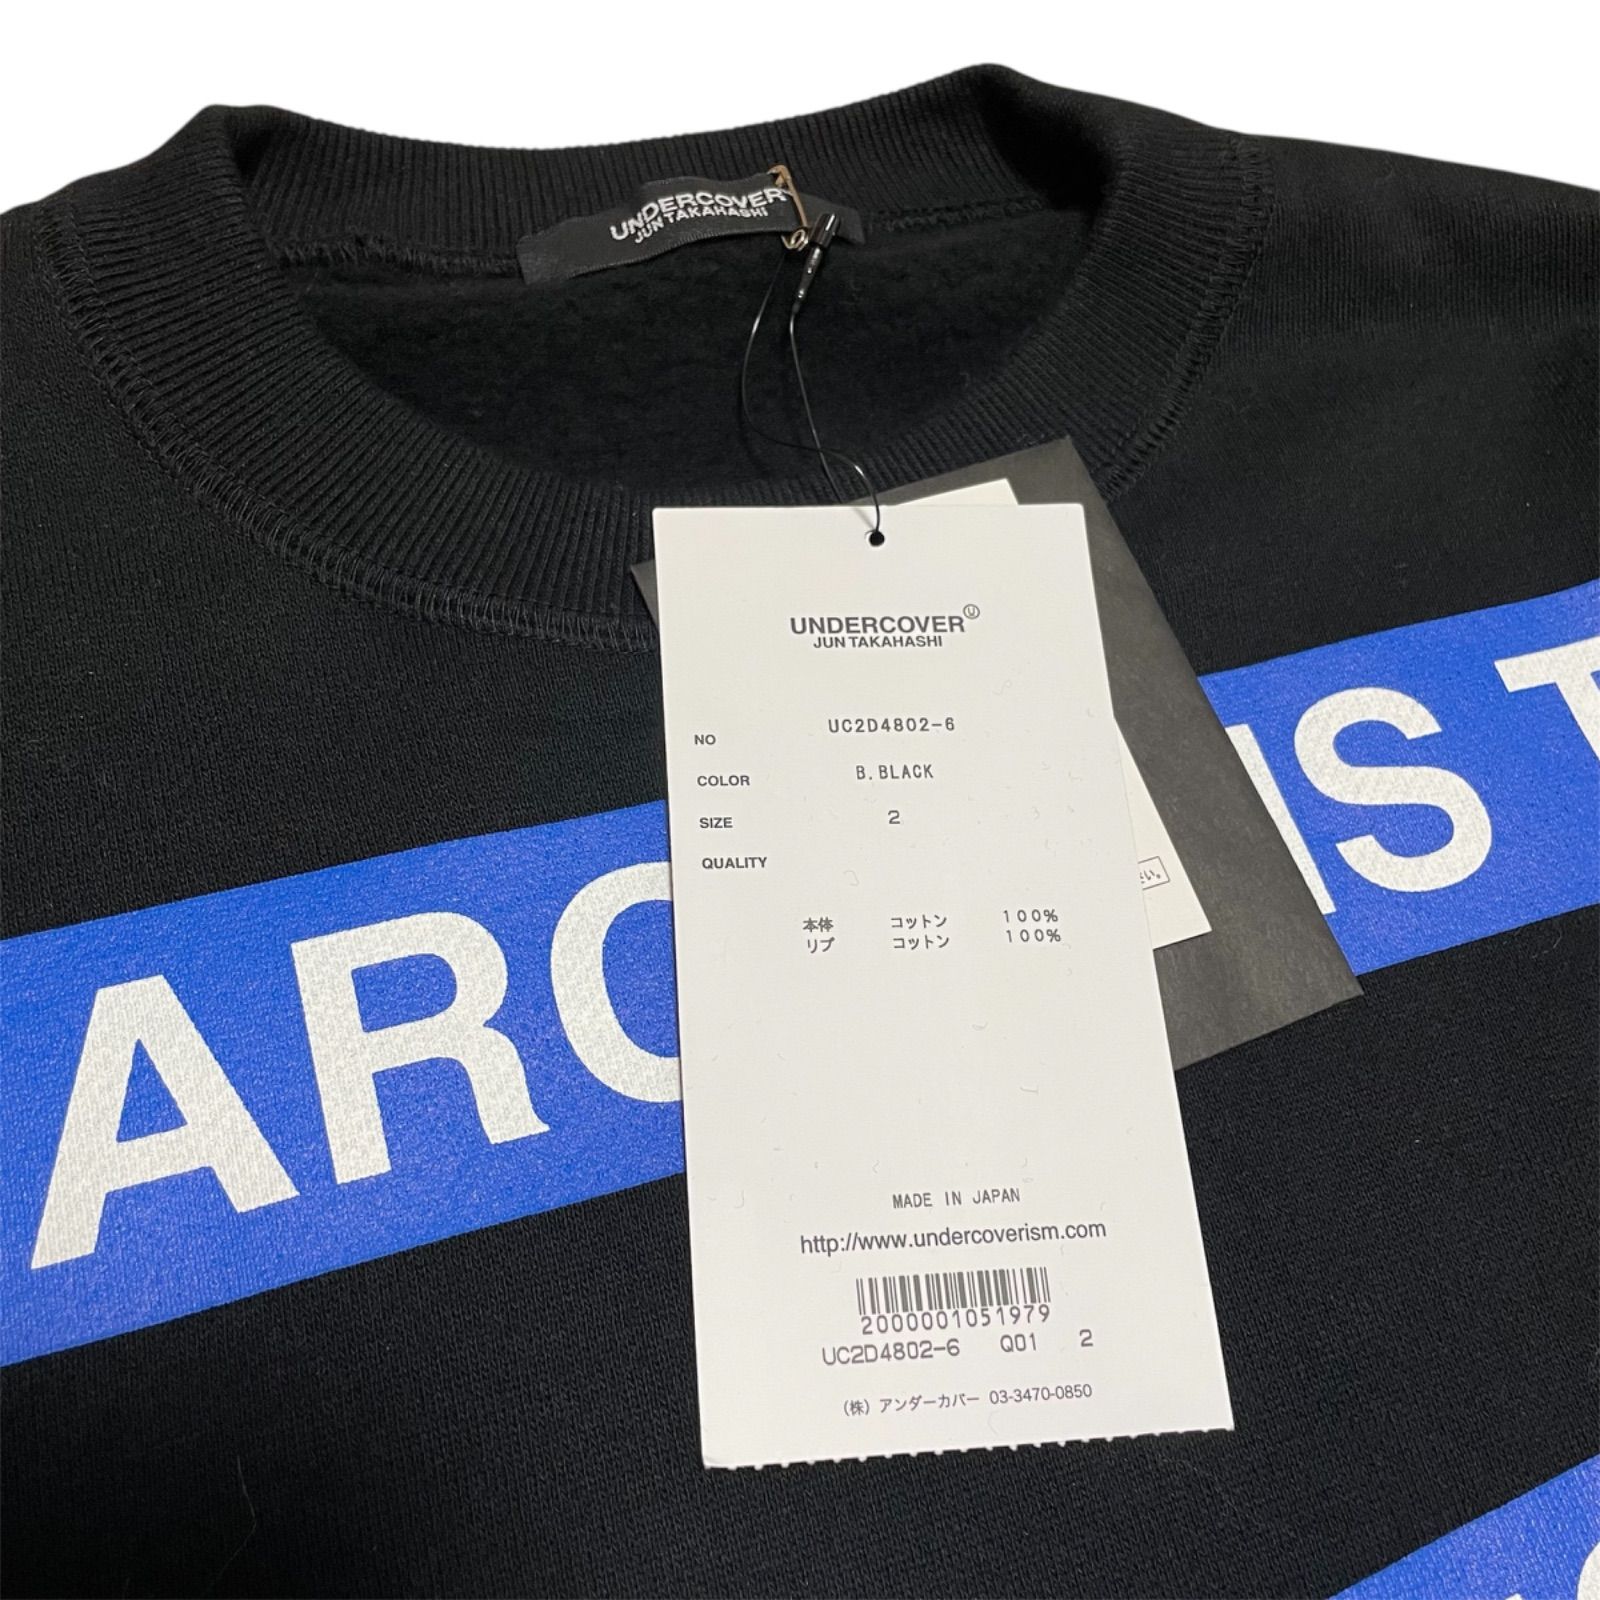 UNDERCOVER
JUN TAKAHASHI
UNDERCOVER Ⓤ
JUN TAKAHASHI
NO UC2D4802-6
COLOR B.BLACK
SIZE 2
QUALITY
本体 コットン 100%
リブ コットン 100%
MADE IN JAPAN
http://www.undercoverism.com
2000001051979
UC2D4802-6 Q01 2
(株) アンダーカバー 03-3470-0850